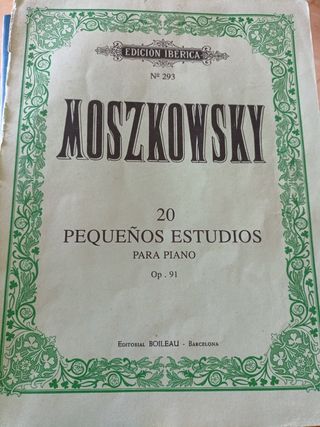 EDICION IBERICA
Nº 293
MOSZKOWSKY
20
PEQUEÑOS ESTUDIOS
PARA PIANO
Op. 91
EDITORIAL BOILEAU - BARCELONA